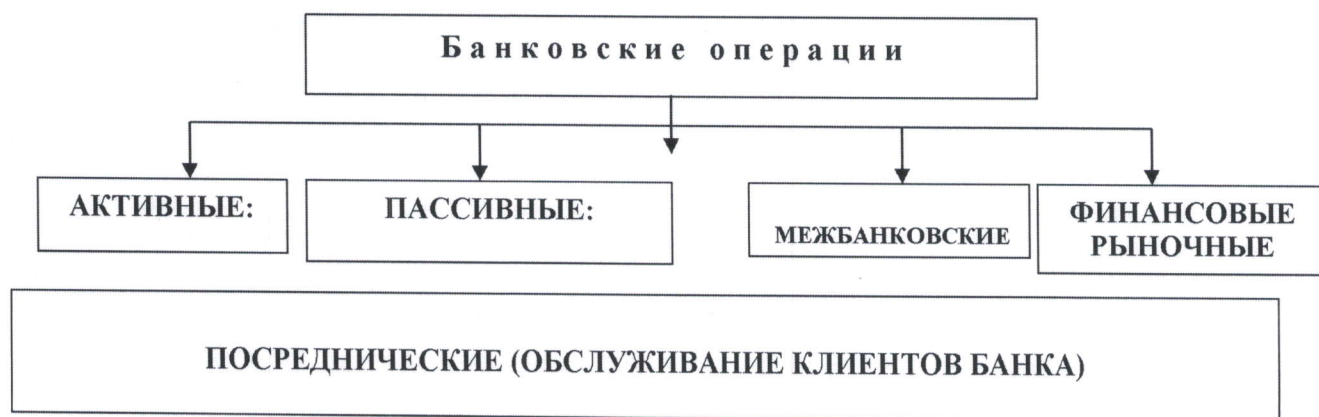 Банковские операции
АКТИВНЫЕ:
ПАССИВНЫЕ:
МЕЖБАНКОВСКИЕ
ФИНАНСОВЫЕ
РЫНОЧНЫЕ
ПОСРЕДНИЧЕСКИЕ (ОБСЛУЖИВАНИЕ КЛИЕНТОВ БАНКА)